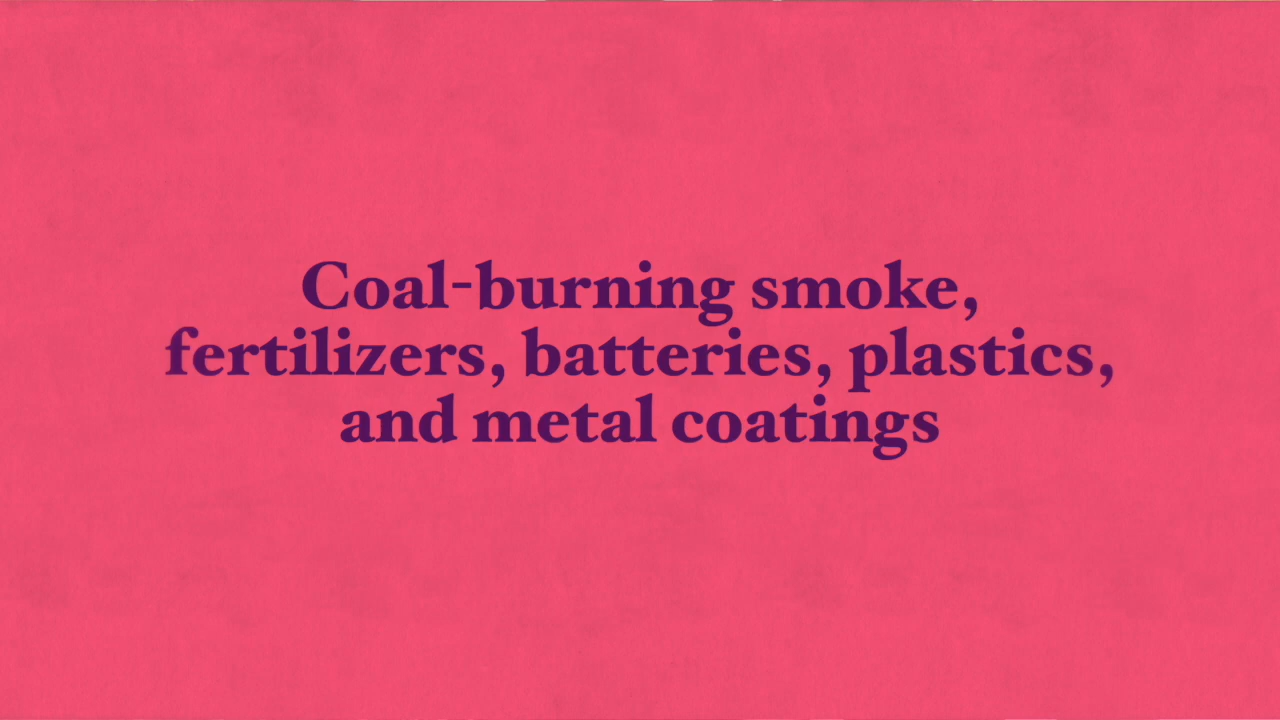 Coal-burning smoke,
fertilizers, batteries, plastics,
and metal coatings